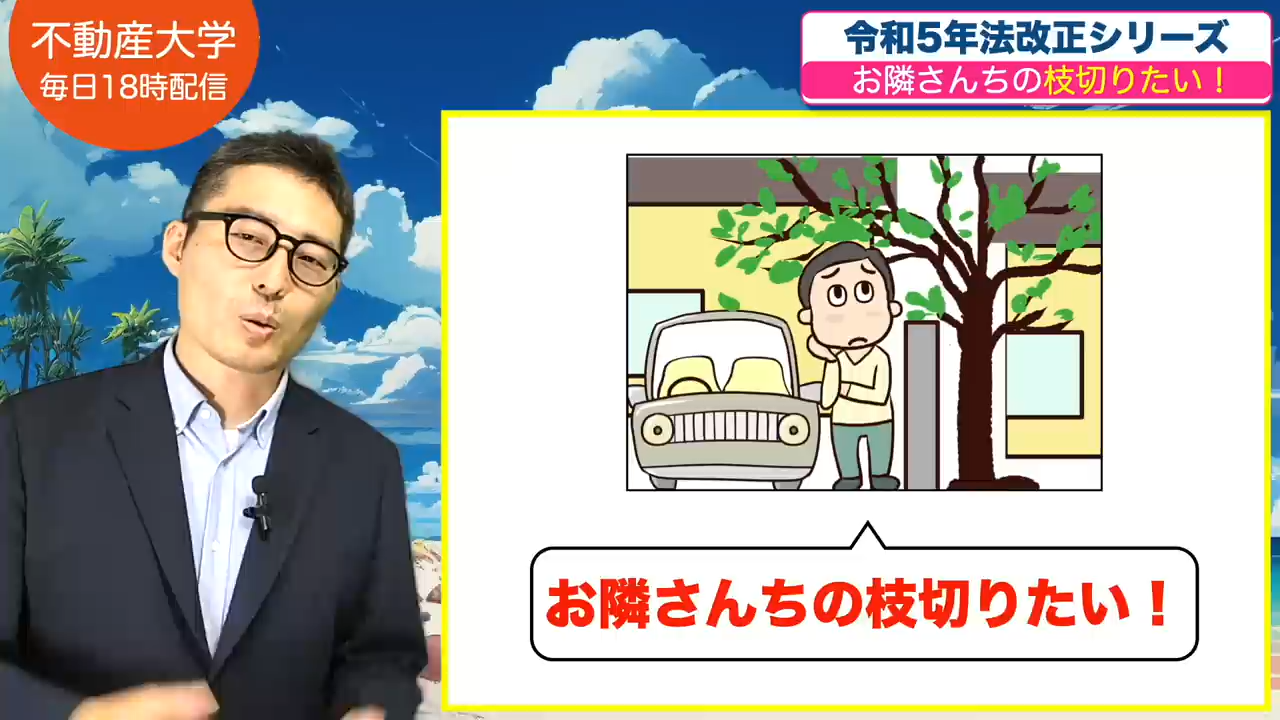 不動産大学
毎日18時配信
令和5年法改正シリーズ
お隣さんちの枝切りたい！
お隣さんちの枝切りたい！